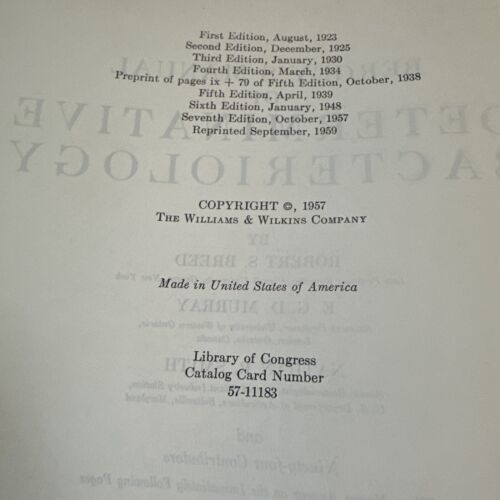 First Edition, August, 1923
Second Edition, December, 1925
Third Edition, January, 1930
Fourth Edition, March, 1934
Preprint of pages ix + 79 of Fifth Edition, October, 1938
Fifth Edition, April, 1939
Sixth Edition, January, 1948
Seventh Edition, October, 1957
Reprinted September, 1959
COPYRIGHT ©, 1957
THE WILLIAMS & WILKINS COMPANY
Made in United States of America
Library of Congress
Catalog Card Number
57-11183